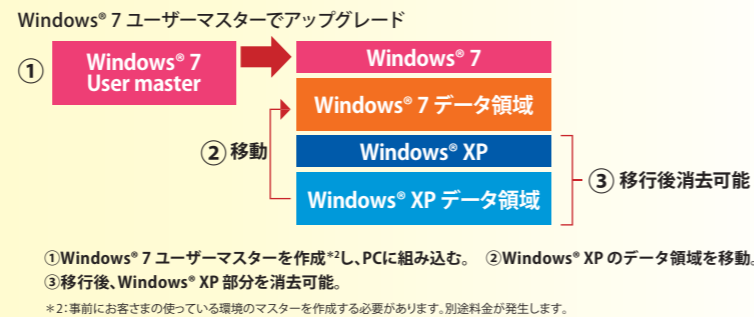 Windows® 7 ユーザーマスターでアップグレード
① Windows® 7
User master
Windows® 7
Windows® 7 データ領域
② 移動
Windows® XP
Windows® XP データ領域
③ 移行後消去可能
①Windows® 7 ユーザーマスターを作成*2し、PCに組み込む。 ②Windows® XP のデータ領域を移動。
③移行後、Windows® XP 部分を消去可能。
*2:事前にお客さまの使っている環境のマスターを作成する必要があります。別途料金が発生します。